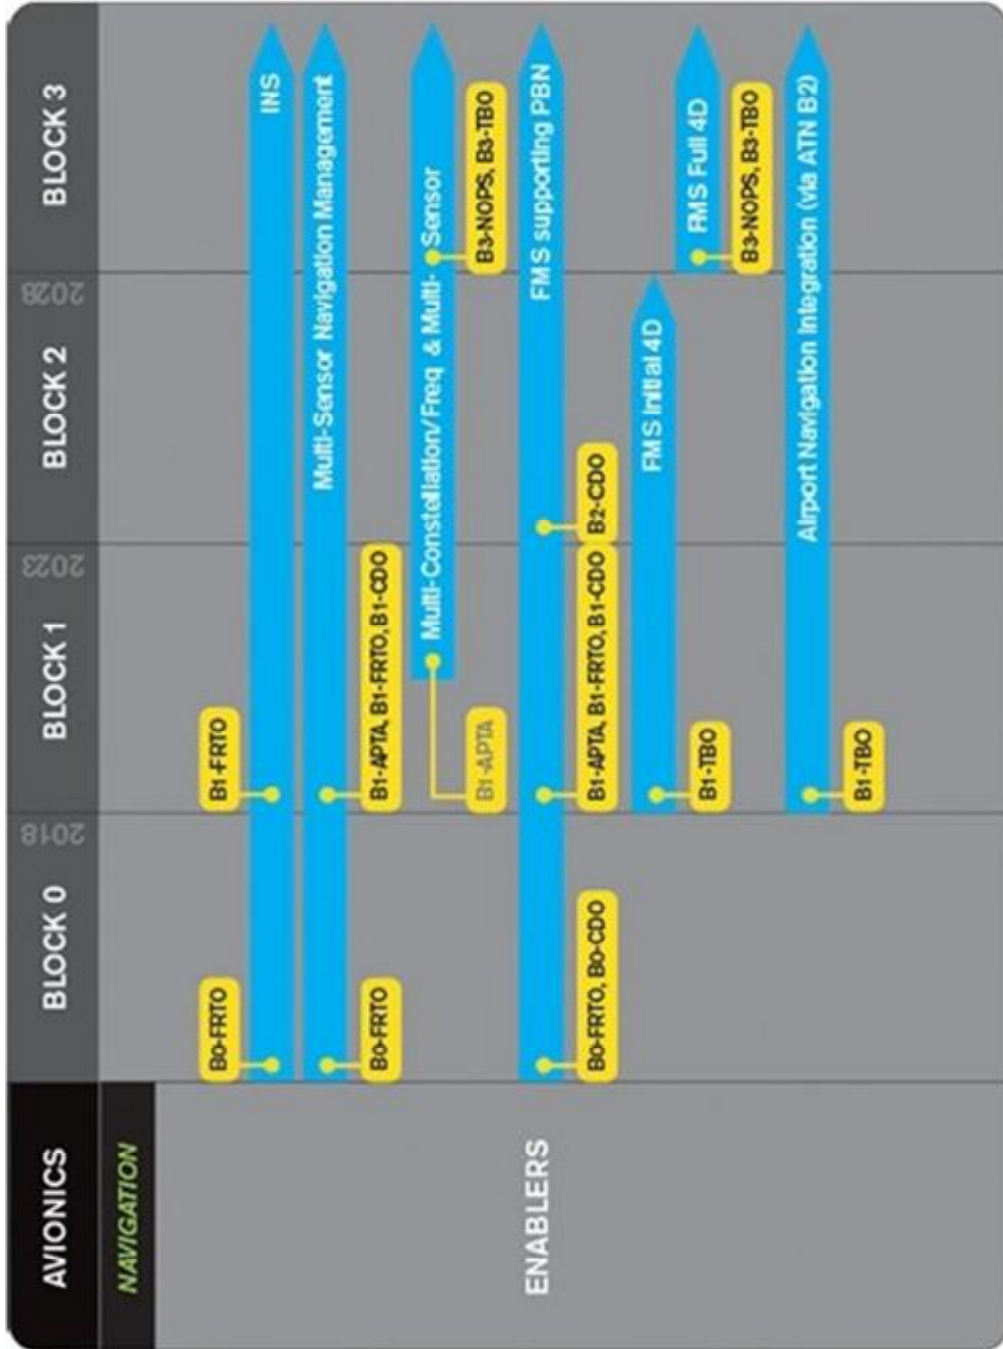 AVIONICS
BLOCK 0
2018
BLOCK 1
2023
BLOCK 2
2028
BLOCK 3
NAVIGATION
ENABLERS
B0-FRTO
B1-FRTO
INS
Multi-Sensor Navigation Management
B0-FRTO
B1-APTA, B1-FRTO, B1-CDO
Multi-Constellation/Freq & Multi-Sensor
B1-APTA
B3-NOPS, B3-TBO
FMS supporting PBN
B0-FRTO, B0-CDO
B1-APTA, B1-FRTO, B1-CDO
B2-CDO
FMS Initial 4D
B1-TBO
FMS Full 4D
B3-NOPS, B3-TBO
Airport Navigation Integration (via ATN B2)
B1-TBO